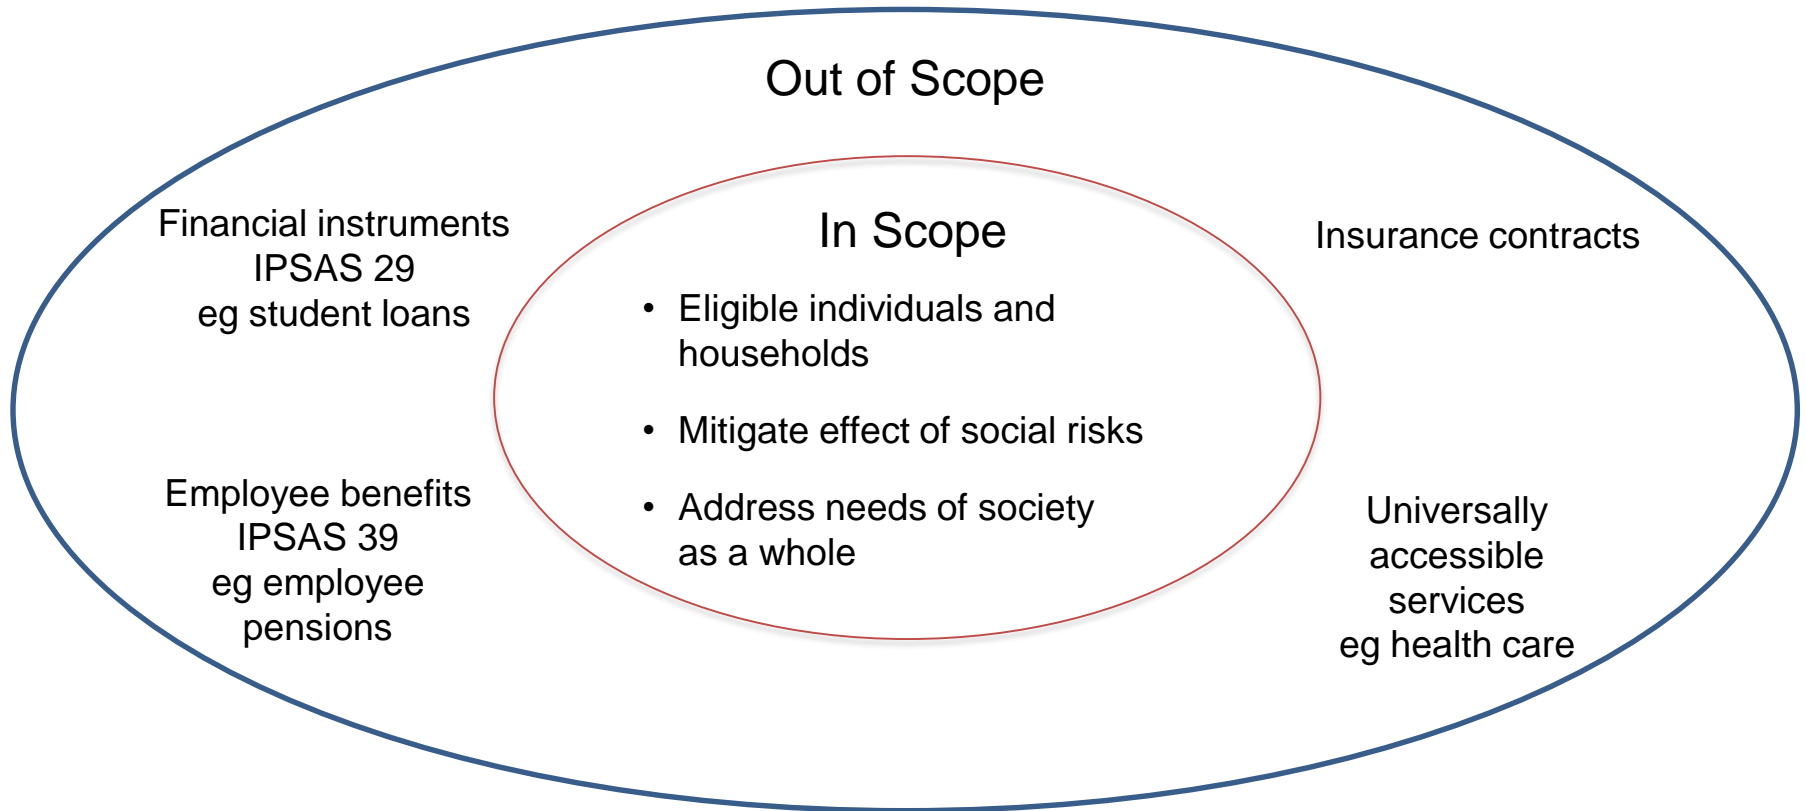 Out of Scope
Financial instruments
IPSAS 29
eg student loans
Employee benefits
IPSAS 39
eg employee
pensions
In Scope
• Eligible individuals and
households
• Mitigate effect of social risks
• Address needs of society
as a whole
Insurance contracts
Universally
accessible
services
eg health care